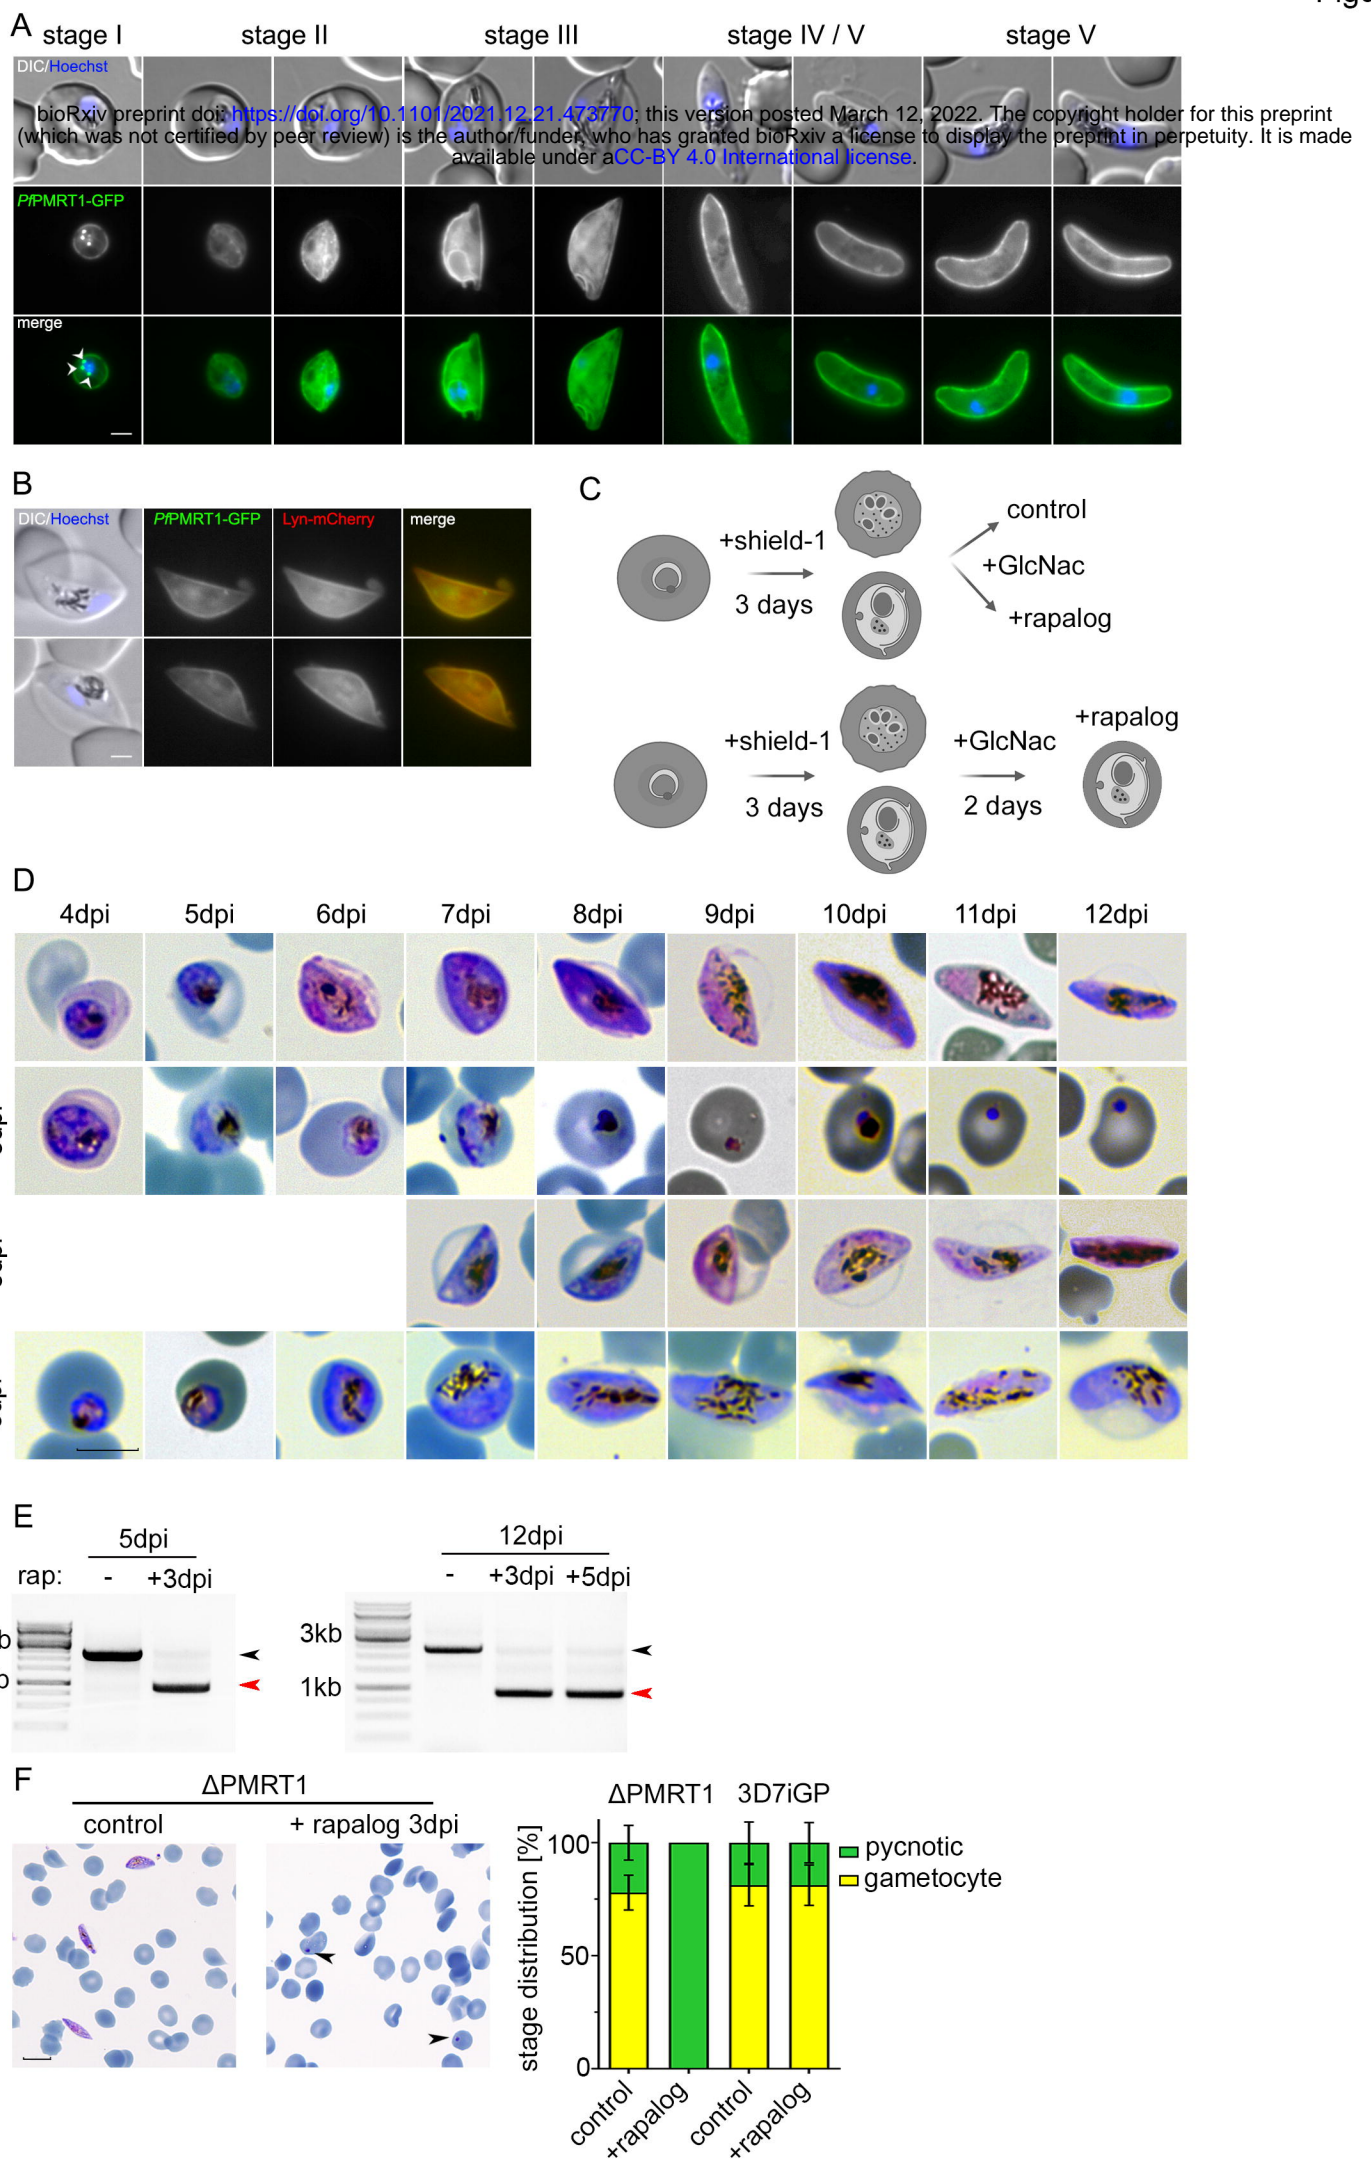 A
stage I
stage II
stage III
stage IV / V
stage V
DIC/Hoechst
bioRxiv preprint doi: https://doi.org/10.1101/2021.12.21.473770; this version posted March 12, 2022. The copyright holder for this preprint
(which was not certified by peer review) is the author/funder, who has granted bioRxiv a license to display the preprint in perpetuity. It is made
available under aCC-BY 4.0 International license.
PfPMRT1-GFP
merge
B
DIC/Hoechst
PfPMRT1-GFP
Lyn-mCherry
merge
C
+shield-1
3 days
control
+GlcNac
+rapalog
+shield-1
3 days
+GlcNac
2 days
+rapalog
D
4dpi
5dpi
6dpi
7dpi
8dpi
9dpi
10dpi
11dpi
12dpi
E
5dpi
rap:
-
+3dpi
12dpi
-
+3dpi
+5dpi
3kb
1kb
F
ΔPMRT1
control
+ rapalog 3dpi
ΔPMRT1
3D7iGP
stage distribution [%]
100
50
0
pycnotic
gametocyte
control
+rapalog
control
+rapalog